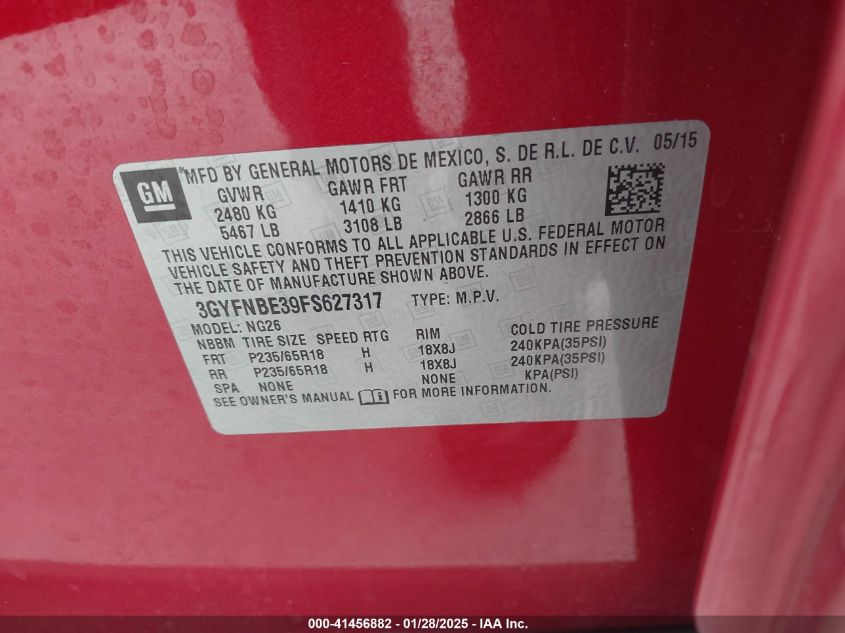 GM
MFD BY GENERAL MOTORS DE MEXICO, S. DE R.L. DE C.V. 05/15
GVWR GAWR FRT GAWR RR
2480 KG 1410 KG 1300 KG
5467 LB 3108 LB 2866 LB
THIS VEHICLE CONFORMS TO ALL APPLICABLE U.S. FEDERAL MOTOR
VEHICLE SAFETY AND THEFT PREVENTION STANDARDS IN EFFECT ON
THE DATE OF MANUFACTURE SHOWN ABOVE.
3GYFNBE39FS627317 TYPE: M.P.V.
MODEL: NG26
NBBM TIRE SIZE SPEED RTG RIM COLD TIRE PRESSURE
FRT P235/65R18 H 18X8J 240KPA(35PSI)
RR P235/65R18 H 18X8J 240KPA(35PSI)
SPA NONE NONE KPA(PSI)
SEE OWNER'S MANUAL FOR MORE INFORMATION.
000-41456882 | 01/28/2025 | IAA Inc.